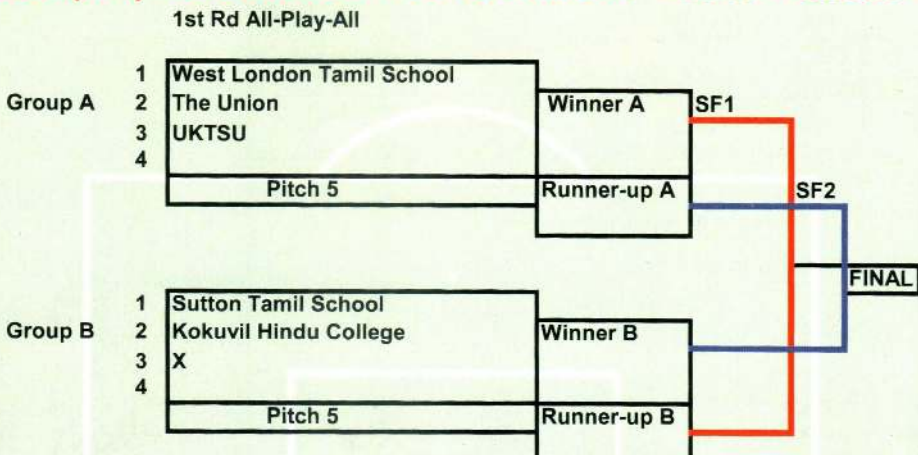 1st Rd All-Play-All
Group A
1 West London Tamil School
2 The Union
3 UKTSU
4
Pitch 5
Winner A
Runner-up A
SF1
SF2
FINAL
Group B
1 Sutton Tamil School
2 Kokuvil Hindu College
3 X
4
Pitch 5
Winner B
Runner-up B